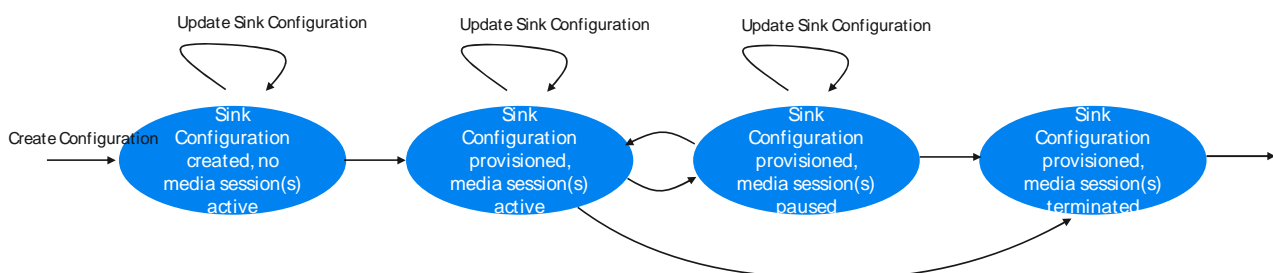 Update Sink Configuration
Update Sink Configuration
Update Sink Configuration
Create Configuration
Sink
Configuration
created, no
media session(s)
active
Sink
Configuration
provisioned,
media session(s)
active
Sink
Configuration
provisioned,
media session(s)
paused
Sink
Configuration
provisioned,
media session(s)
terminated